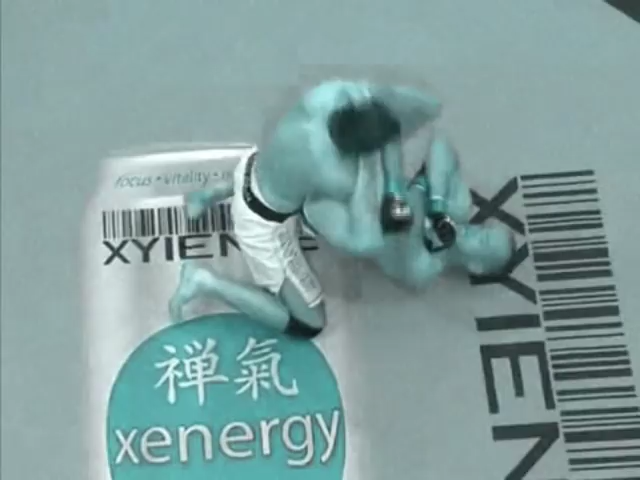 focus • vitality •
XYIEN
禅氣
xenergy
XYIEN